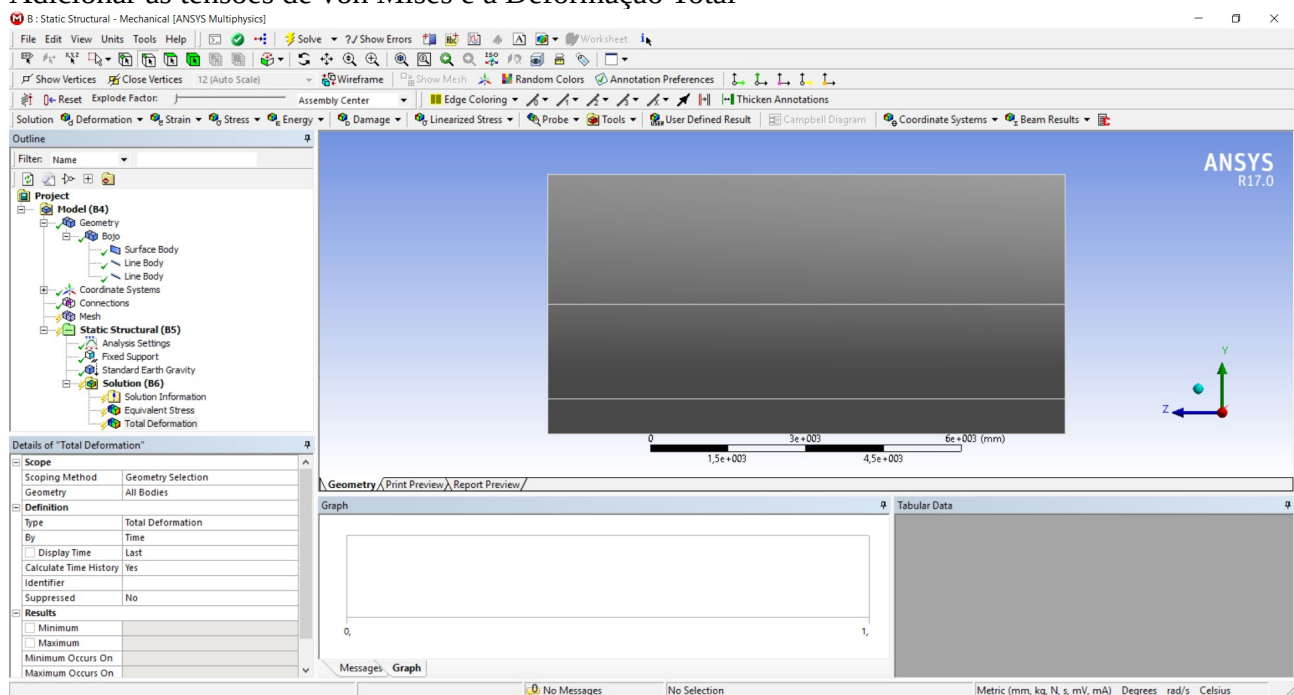 Adicionar as tensões de Von Mises e a Deformação Total
B : Static Structural - Mechanical [ANSYS Multiphysics]
File Edit View Units Tools Help Solve ?✓ Show Errors Worksheet
Show Vertices Close Vertices 12 (Auto Scale) Wireframe Show Mesh Random Colors Annotation Preferences
Reset Explode Factor: Assembly Center Edge Coloring Thicken Annotations
Solution Deformation Strain Stress Energy Damage Linearized Stress Probe Tools User Defined Result Campbell Diagram Coordinate Systems Beam Results
Outline
Filter: Name
Project
Model (B4)
Geometry
Bojo
Surface Body
Line Body
Line Body
Coordinate Systems
Connections
Mesh
Static Structural (B5)
Analysis Settings
Fixed Support
Standard Earth Gravity
Solution (B6)
Solution Information
Equivalent Stress
Total Deformation
ANSYS
R17.0
Y
Z
0 3e+003 6e+003 (mm)
1,5e+003 4,5e+003
Geometry Print Preview Report Preview
Details of "Total Deformation"
Scope
Scoping Method Geometry Selection
Geometry All Bodies
Definition
Type Total Deformation
By Time
Display Time Last
Calculate Time History Yes
Identifier
Suppressed No
Results
Minimum
Maximum
Minimum Occurs On
Maximum Occurs On
Graph
0, 1,
Messages Graph
Tabular Data
0 No Messages No Selection Metric (mm, kg, N, s, mV, mA) Degrees rad/s Celsius